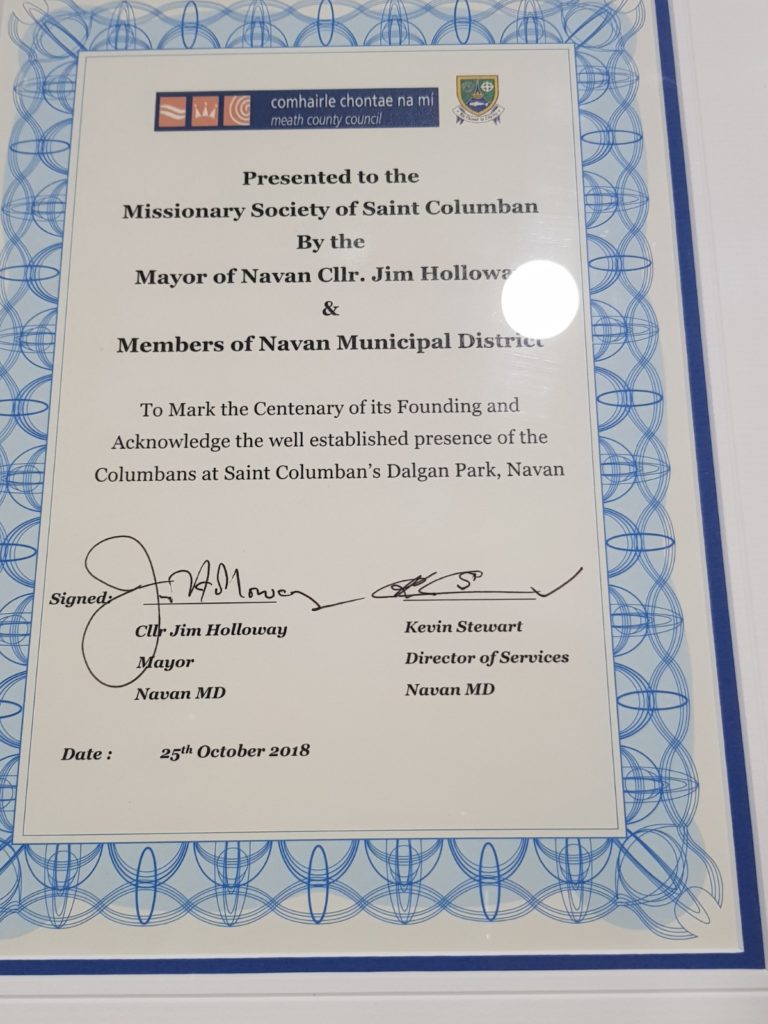 comhairle chontae na mí
meath county council
Presented to the
Missionary Society of Saint Columban
By the
Mayor of Navan Cllr. Jim Holloway
&
Members of Navan Municipal District
To Mark the Centenary of its Founding and
Acknowledge the well established presence of the
Columbans at Saint Columban's Dalgan Park, Navan
Signed: Jim Holloway
Cllr Jim Holloway Kevin Stewart
Mayor Director of Services
Navan MD Navan MD
Date : 25th October 2018